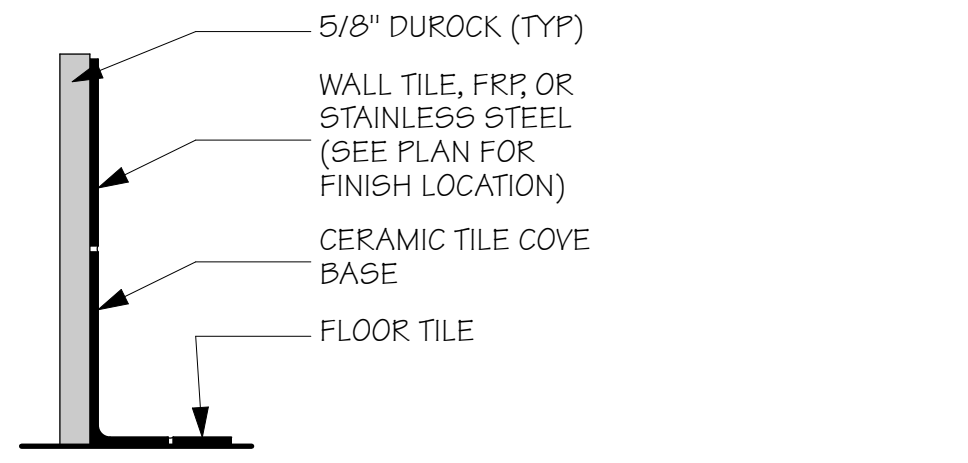 5/8" DUROCK (TYP)
WALL TILE, FRP, OR
STAINLESS STEEL
(SEE PLAN FOR
FINISH LOCATION)
CERAMIC TILE COVE
BASE
FLOOR TILE